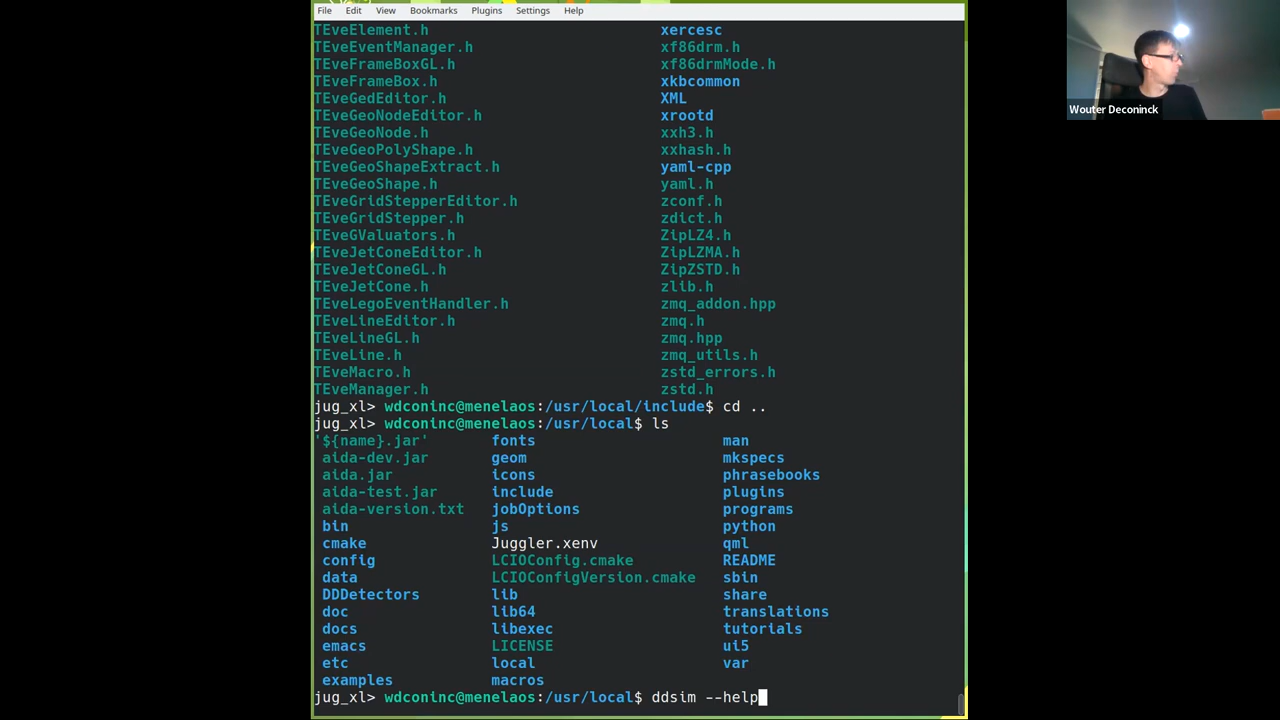 File Edit View Bookmarks Plugins Settings Help
TEveElement.h xercesc
TEveEventManager.h xf86drm.h
TEveFrameBoxGL.h xf86drmMode.h
TEveFrameBox.h xkbcommon
TEveGedEditor.h XML
TEveGeoNodeEditor.h xrootd
TEveGeoNode.h xxh3.h
TEveGeoPolyShape.h xxhash.h
TEveGeoShapeExtract.h yaml-cpp
TEveGeoShape.h yaml.h
TEveGridStepperEditor.h zconf.h
TEveGridStepper.h zdict.h
TEveGValuators.h ZipLZ4.h
TEveJetConeEditor.h ZipLZMA.h
TEveJetConeGL.h ZipZSTD.h
TEveJetCone.h zlib.h
TEveLegoEventHandler.h zmq_addon.hpp
TEveLineEditor.h zmq.h
TEveLineGL.h zmq.hpp
TEveLine.h zmq_utils.h
TEveMacro.h zstd_errors.h
TEveManager.h zstd.h
jug_xl> wdconinc@menelaos:/usr/local/include$ cd ..
jug_xl> wdconinc@menelaos:/usr/local$ ls
'${name}.jar' fonts man
aida-dev.jar geom mkspecs
aida.jar icons phrasebooks
aida-test.jar include plugins
aida-version.txt jobOptions programs
bin js python
cmake Juggler.xenv qml
config LCIOConfig.cmake README
data LCIOConfigVersion.cmake sbin
DDDetectors lib share
doc lib64 translations
docs libexec tutorials
emacs LICENSE ui5
etc local var
examples macros
jug_xl> wdconinc@menelaos:/usr/local$ ddsim --help
Wouter Deconinck